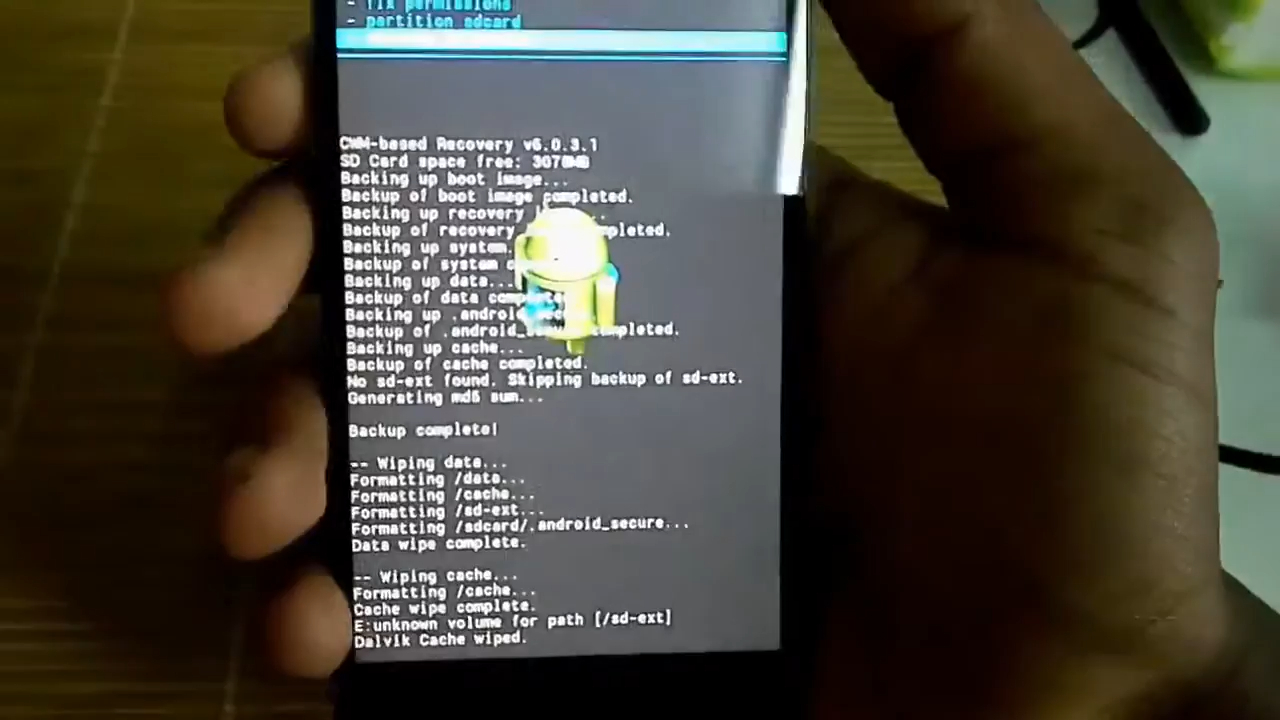 - fix permissions
- partition sdcard
CWM-based Recovery v6.0.3.1
SD Card space free: 3070MB
Backing up boot image...
Backup of boot image completed.
Backing up recovery
Backup of recovery completed.
Backing up system.
Backup of system
Backing up data...
Backup of data completed
Backing up .android_secure
Backup of .android_secure completed.
Backing up cache...
Backup of cache completed.
No sd-ext found. Skipping backup of sd-ext.
Generating md5 sum...
Backup complete!
-- Wiping data...
Formatting /data...
Formatting /cache...
Formatting /sd-ext...
Formatting /sdcard/.android_secure...
Data wipe complete.
-- Wiping cache...
Formatting /cache...
Cache wipe complete.
E:unknown volume for path [/sd-ext]
Dalvik Cache wiped.